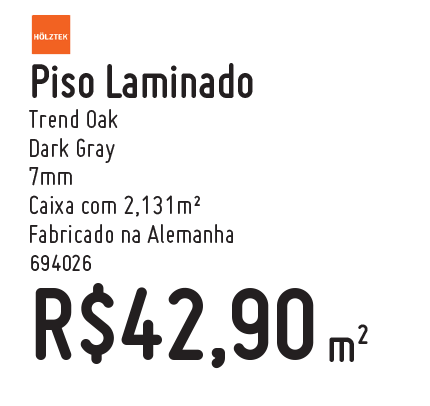 HÖLZTEK
Piso Laminado
Trend Oak
Dark Gray
7mm
Caixa com 2,131m²
Fabricado na Alemanha
694026
R$42,90 m²